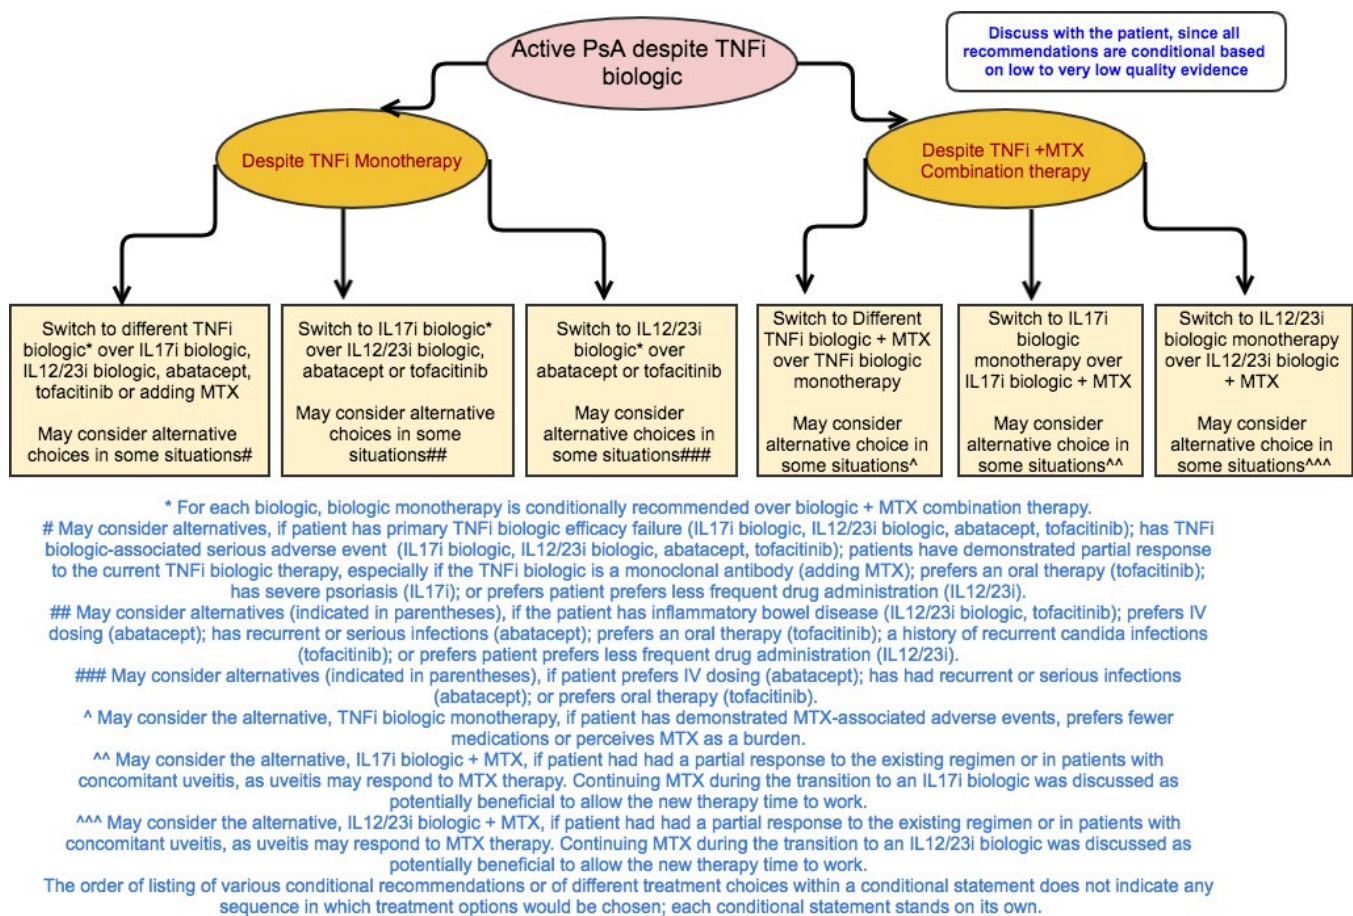 Active PsA despite TNFi
biologic
Discuss with the patient, since all
recommendations are conditional based
on low to very low quality evidence
Despite TNFi Monotherapy
Despite TNFi +MTX
Combination therapy
Switch to different TNFi
biologic* over IL17i biologic,
IL12/23i biologic, abatacept,
tofacitinib or adding MTX
May consider alternative
choices in some situations#
Switch to IL17i biologic*
over IL12/23i biologic,
abatacept or tofacitinib
May consider alternative
choices in some
situations##
Switch to IL12/23i
biologic* over
abatacept or tofacitinib
May consider
alternative choices in
some situations###
Switch to Different
TNFi biologic + MTX
over TNFi biologic
monotherapy
May consider
alternative choice in
some situations^
Switch to IL17i
biologic
monotherapy over
IL17i biologic + MTX
May consider
alternative choice in
some situations^^
Switch to IL12/23i
biologic monotherapy
over IL12/23i biologic
+ MTX
May consider
alternative choice in
some situations^^^
* For each biologic, biologic monotherapy is conditionally recommended over biologic + MTX combination therapy.
# May consider alternatives, if patient has primary TNFi biologic efficacy failure (IL17i biologic, IL12/23i biologic, abatacept, tofacitinib); has TNFi
biologic-associated serious adverse event (IL17i biologic, IL12/23i biologic, abatacept, tofacitinib); patients have demonstrated partial response
to the current TNFi biologic therapy, especially if the TNFi biologic is a monoclonal antibody (adding MTX); prefers an oral therapy (tofacitinib);
has severe psoriasis (IL17i); or prefers patient prefers less frequent drug administration (IL12/23i).
## May consider alternatives (indicated in parentheses), if the patient has inflammatory bowel disease (IL12/23i biologic, tofacitinib); prefers IV
dosing (abatacept); has recurrent or serious infections (abatacept); prefers an oral therapy (tofacitinib); a history of recurrent candida infections
(tofacitinib); or prefers patient prefers less frequent drug administration (IL12/23i).
### May consider alternatives (indicated in parentheses), if patient prefers IV dosing (abatacept); has had recurrent or serious infections
(abatacept); or prefers oral therapy (tofacitinib).
^ May consider the alternative, TNFi biologic monotherapy, if patient has demonstrated MTX-associated adverse events, prefers fewer
medications or perceives MTX as a burden.
^^ May consider the alternative, IL17i biologic + MTX, if patient had had a partial response to the existing regimen or in patients with
concomitant uveitis, as uveitis may respond to MTX therapy. Continuing MTX during the transition to an IL17i biologic was discussed as
potentially beneficial to allow the new therapy time to work.
^^^ May consider the alternative, IL12/23i biologic + MTX, if patient had had a partial response to the existing regimen or in patients with
concomitant uveitis, as uveitis may respond to MTX therapy. Continuing MTX during the transition to an IL12/23i biologic was discussed as
potentially beneficial to allow the new therapy time to work.
The order of listing of various conditional recommendations or of different treatment choices within a conditional statement does not indicate any
sequence in which treatment options would be chosen; each conditional statement stands on its own.